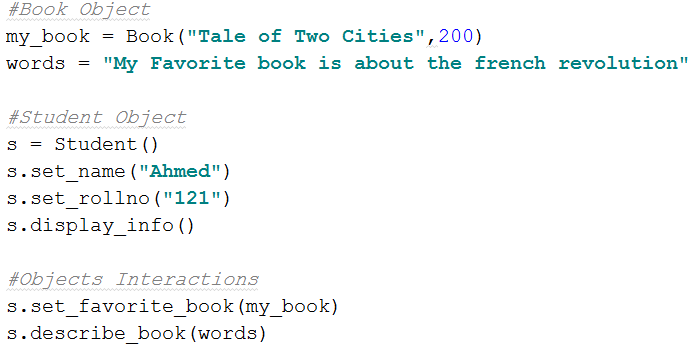 #Book Object
my_book = Book("Tale of Two Cities",200)
words = "My Favorite book is about the french revolution"
#Student Object
s = Student()
s.set_name("Ahmed")
s.set_rollno("121")
s.display_info()
#Objects Interactions
s.set_favorite_book(my_book)
s.describe_book(words)